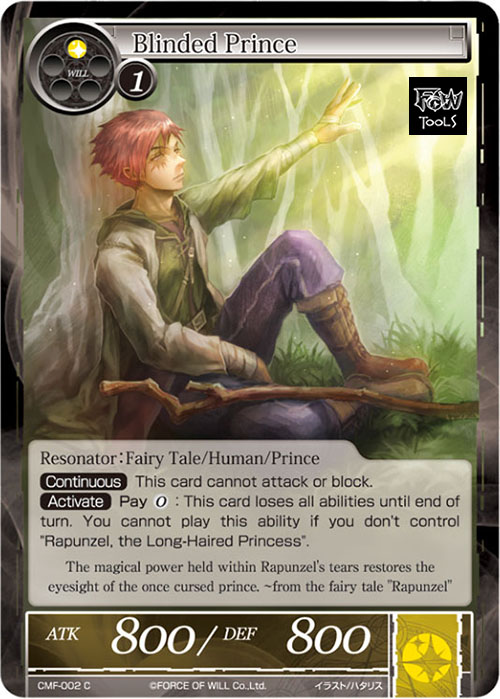 Blinded Prince
WILL
1
FOW
TOOLS
Resonator:Fairy Tale/Human/Prince
Continuous This card cannot attack or block.
Activate Pay 0 : This card loses all abilities until end of
turn. You cannot play this ability if you don't control
"Rapunzel, the Long-Haired Princess".
The magical power held within Rapunzel's tears restores the
eyesight of the once cursed prince. ~from the fairy tale "Rapunzel"
ATK 800 / DEF 800
CMF-002 C ©FORCE OF WILL Co.,Ltd. イラスト/ハタリス